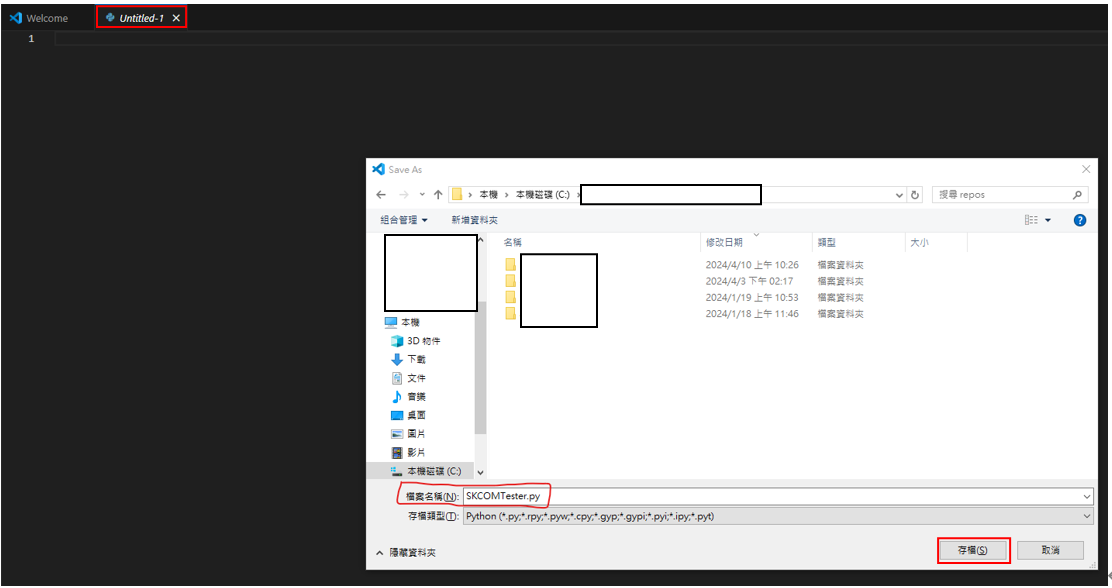 Welcome
Untitled-1
1
Save As
本機 › 本機磁碟 (C:) ›
搜尋 repos
組合管理
新增資料夾
名稱 修改日期 類型 大小
2024/4/10 上午 10:26 檔案資料夾
2024/4/3 下午 02:17 檔案資料夾
2024/1/19 上午 10:53 檔案資料夾
2024/1/18 上午 11:46 檔案資料夾
本機
3D 物件
下載
文件
音樂
桌面
圖片
影片
本機磁碟 (C:)
檔案名稱(N): SKCOMTester.py
存檔類型(T): Python (*.py;*.rpy;*.pyw;*.cpy;*.gyp;*.gypi;*.pyi;*.ipy;*.pyt)
隱藏資料夾
存檔(S)
取消